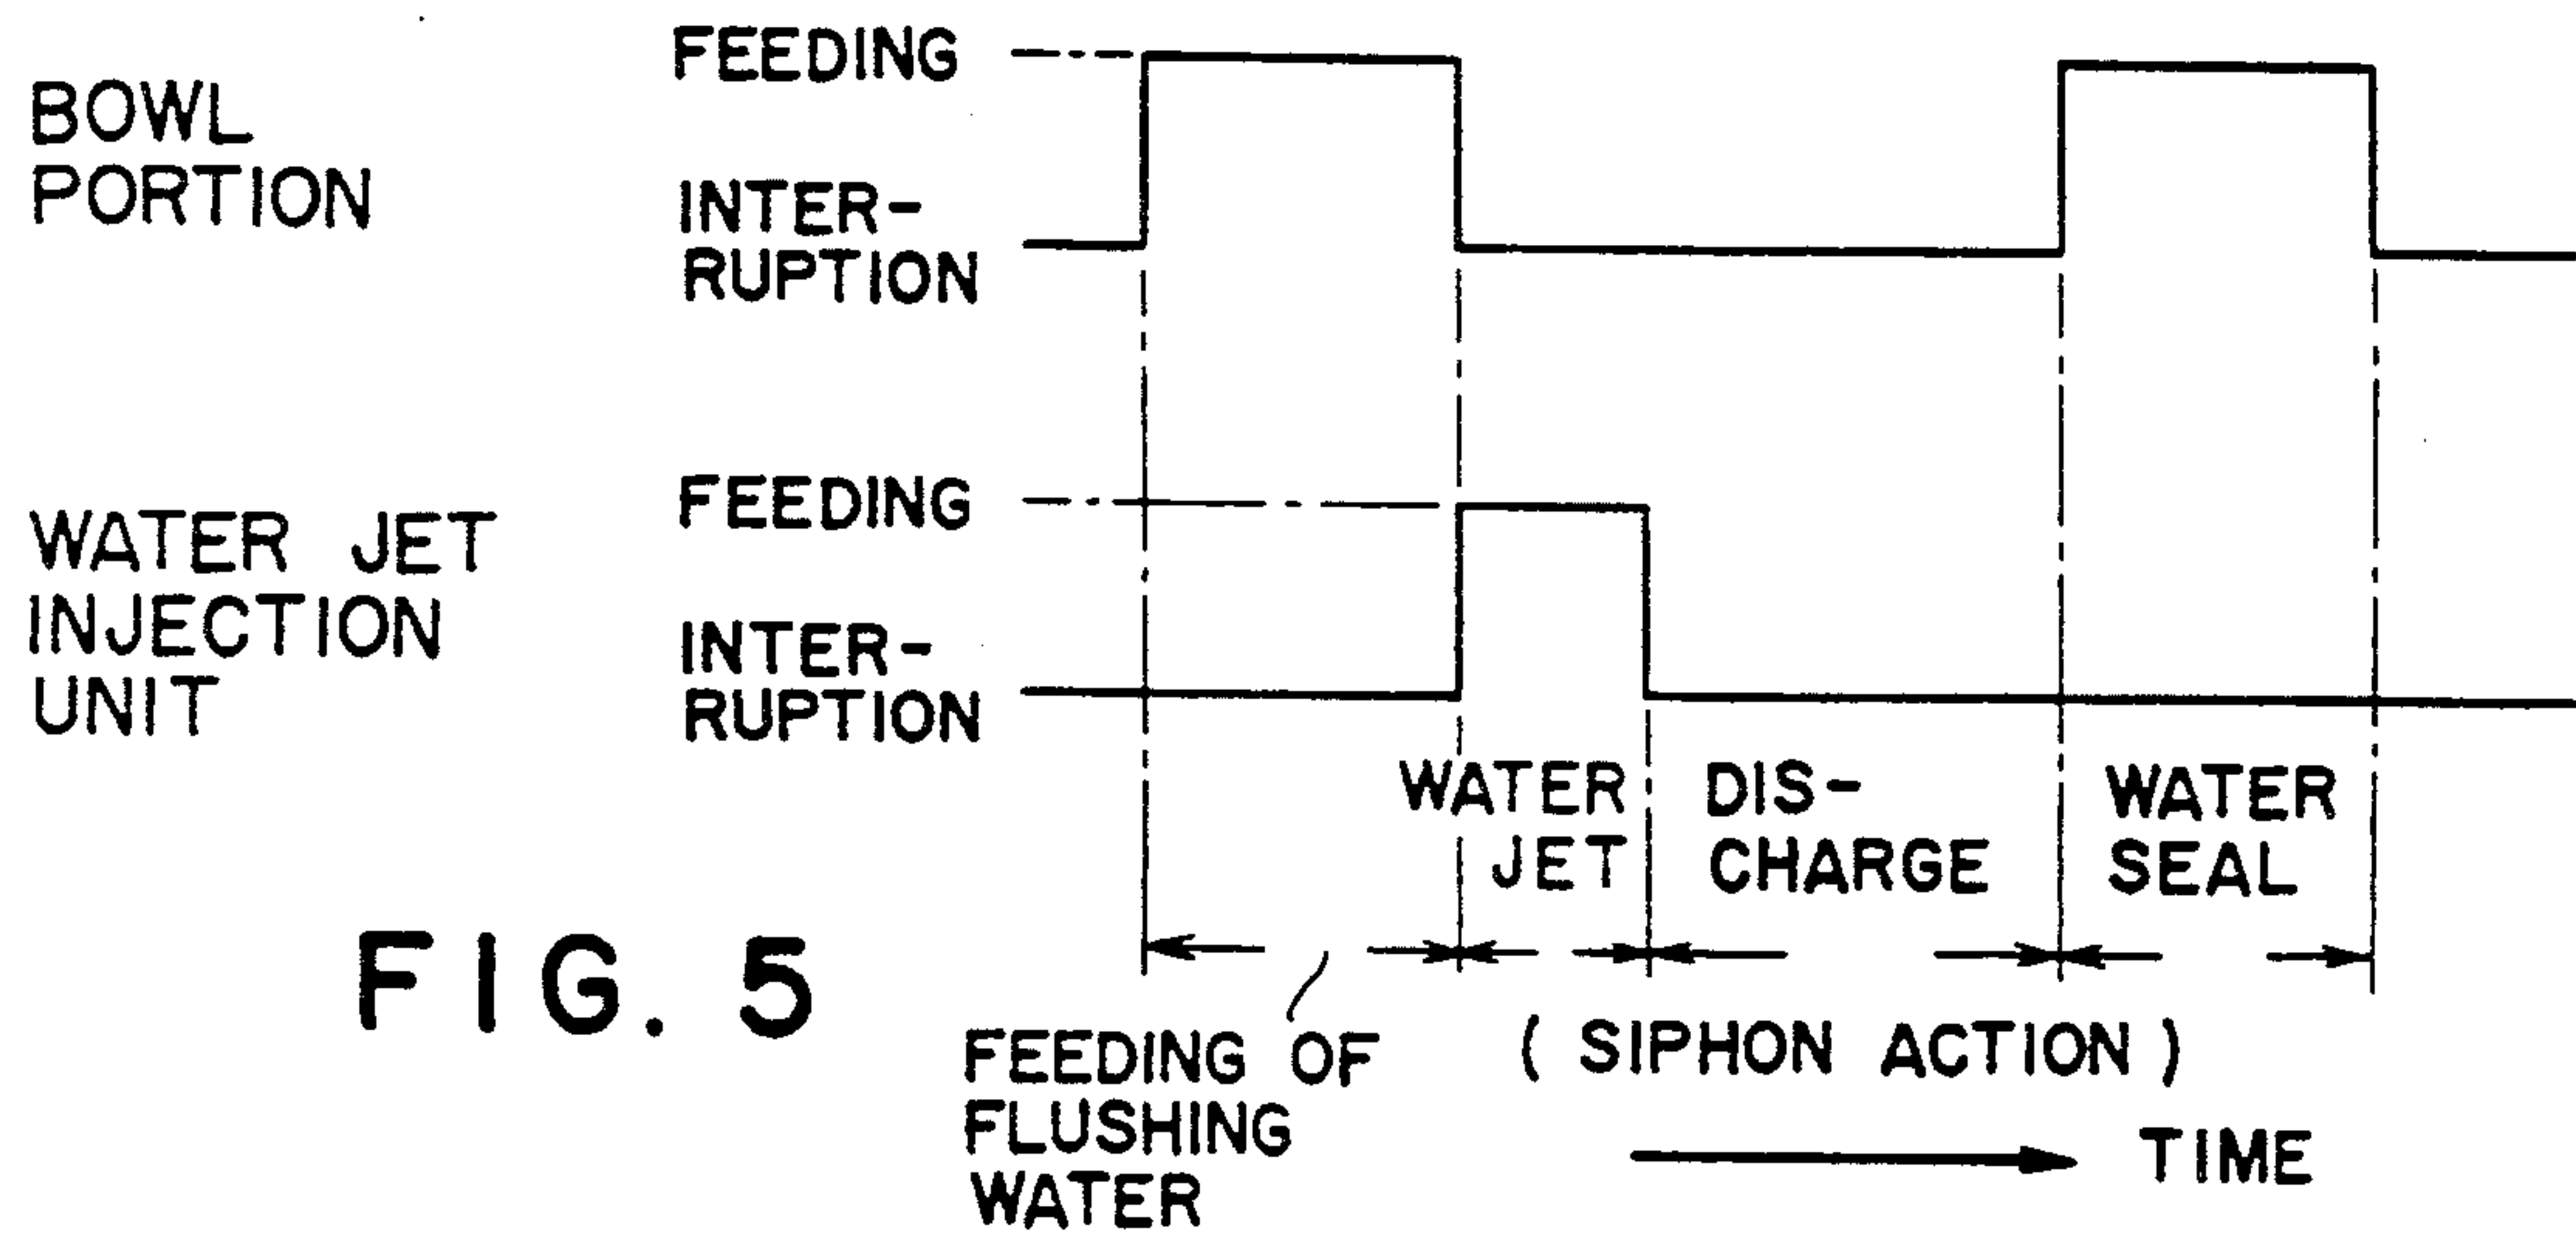 BOWL
PORTION
FEEDING
INTER-
RUPTION
WATER JET
INJECTION
UNIT
FEEDING
INTER-
RUPTION
WATER
JET
DIS-
CHARGE
WATER
SEAL
FEEDING OF
FLUSHING
WATER
( SIPHON ACTION )
TIME
FIG. 5